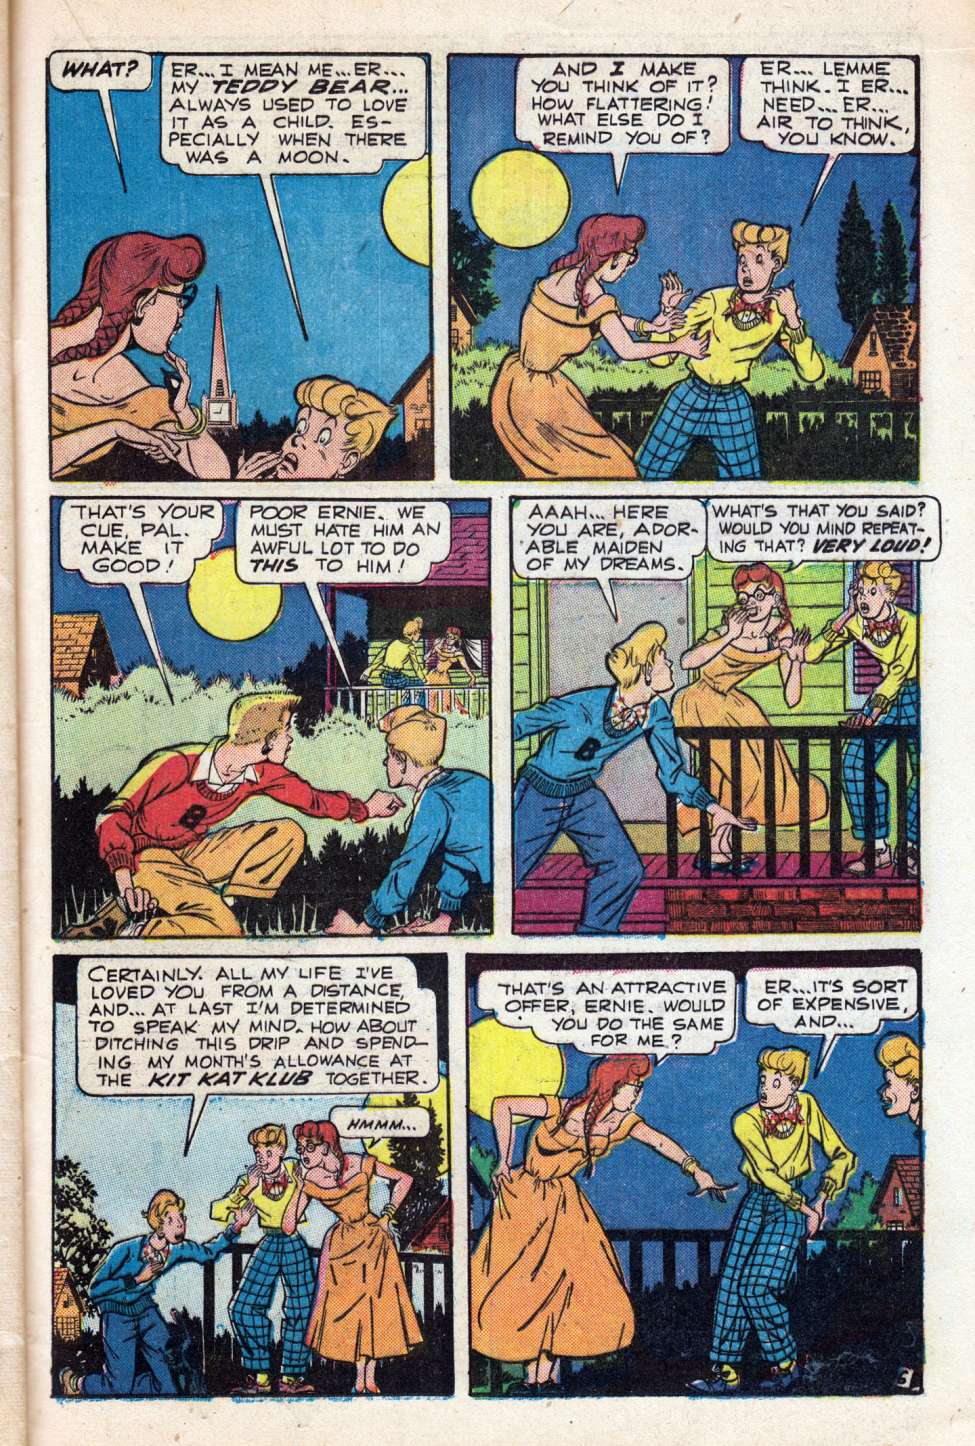 WHAT?
ER... I MEAN ME...ER...
MY TEDDY BEAR...
ALWAYS USED TO LOVE
IT AS A CHILD. ES-
PECIALLY WHEN THERE
WAS A MOON.
AND I MAKE
YOU THINK OF IT?
HOW FLATTERING!
WHAT ELSE DO I
REMIND YOU OF?
ER... LEMME
THINK. I ER...
NEED... ER...
AIR TO THINK,
YOU KNOW.
THAT'S YOUR
CUE, PAL.
MAKE IT
GOOD!
POOR ERNIE. WE
MUST HATE HIM AN
AWFUL LOT TO DO
THIS TO HIM!
AAAH... HERE
YOU ARE, ADOR-
ABLE MAIDEN
OF MY DREAMS.
WHAT'S THAT YOU SAID?
WOULD YOU MIND REPEAT-
ING THAT? VERY LOUD!
B
B
CERTAINLY. ALL MY LIFE I'VE
LOVED YOU FROM A DISTANCE,
AND... AT LAST I'M DETERMINED
TO SPEAK MY MIND. HOW ABOUT
DITCHING THIS DRIP AND SPEND-
ING MY MONTH'S ALLOWANCE AT
THE KIT KAT KLUB TOGETHER.
HMMM...
THAT'S AN ATTRACTIVE
OFFER, ERNIE. WOULD
YOU DO THE SAME
FOR ME?
ER...IT'S SORT
OF EXPENSIVE,
AND...
3